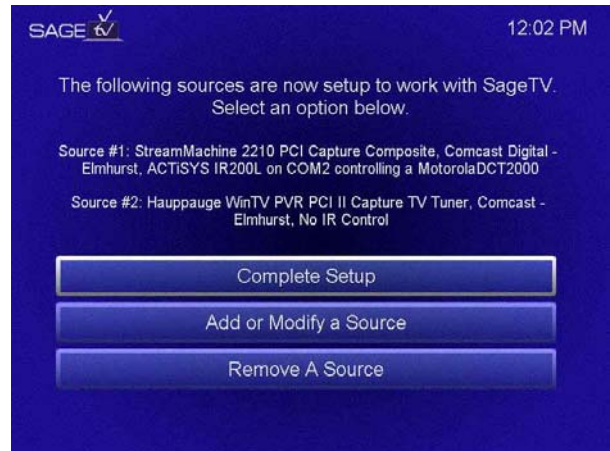 SAGE tv
12:02 PM
The following sources are now setup to work with SageTV.
Select an option below.
Source #1: StreamMachine 2210 PCI Capture Composite, Comcast Digital -
Elmhurst, ACTiSYS IR200L on COM2 controlling a MotorolaDCT2000
Source #2: Hauppauge WinTV PVR PCI II Capture TV Tuner, Comcast -
Elmhurst, No IR Control
Complete Setup
Add or Modify a Source
Remove A Source